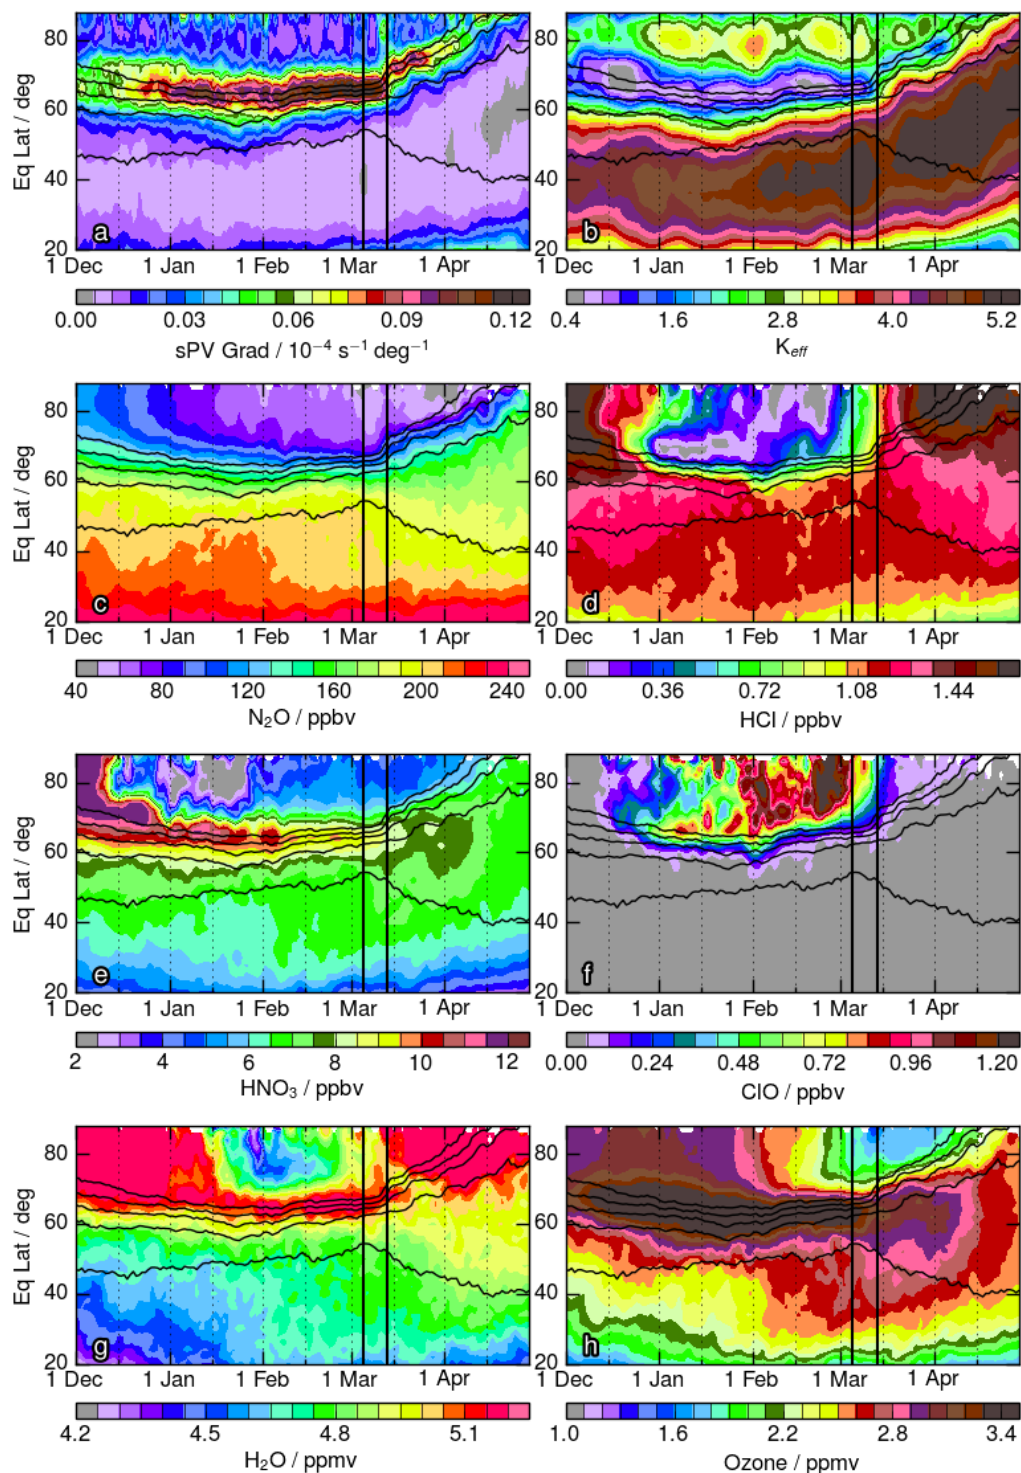 Eq Lat / deg
80
60
40
20
a
1 Dec 1 Jan 1 Feb 1 Mar 1 Apr
0.00 0.03 0.06 0.09 0.12
sPV Grad / 10⁻⁴ s⁻¹ deg⁻¹
80
60
40
20
b
1 Dec 1 Jan 1 Feb 1 Mar 1 Apr
0.4 1.6 2.8 4.0 5.2
K_eff
Eq Lat / deg
80
60
40
20
c
1 Dec 1 Jan 1 Feb 1 Mar 1 Apr
40 80 120 160 200 240
N₂O / ppbv
80
60
40
20
d
1 Dec 1 Jan 1 Feb 1 Mar 1 Apr
0.00 0.36 0.72 1.08 1.44
HCl / ppbv
Eq Lat / deg
80
60
40
20
e
1 Dec 1 Jan 1 Feb 1 Mar 1 Apr
2 4 6 8 10 12
HNO₃ / ppbv
80
60
40
20
f
1 Dec 1 Jan 1 Feb 1 Mar 1 Apr
0.00 0.24 0.48 0.72 0.96 1.20
ClO / ppbv
Eq Lat / deg
80
60
40
20
g
1 Dec 1 Jan 1 Feb 1 Mar 1 Apr
4.2 4.5 4.8 5.1
H₂O / ppmv
80
60
40
20
h
1 Dec 1 Jan 1 Feb 1 Mar 1 Apr
1.0 1.6 2.2 2.8 3.4
Ozone / ppmv